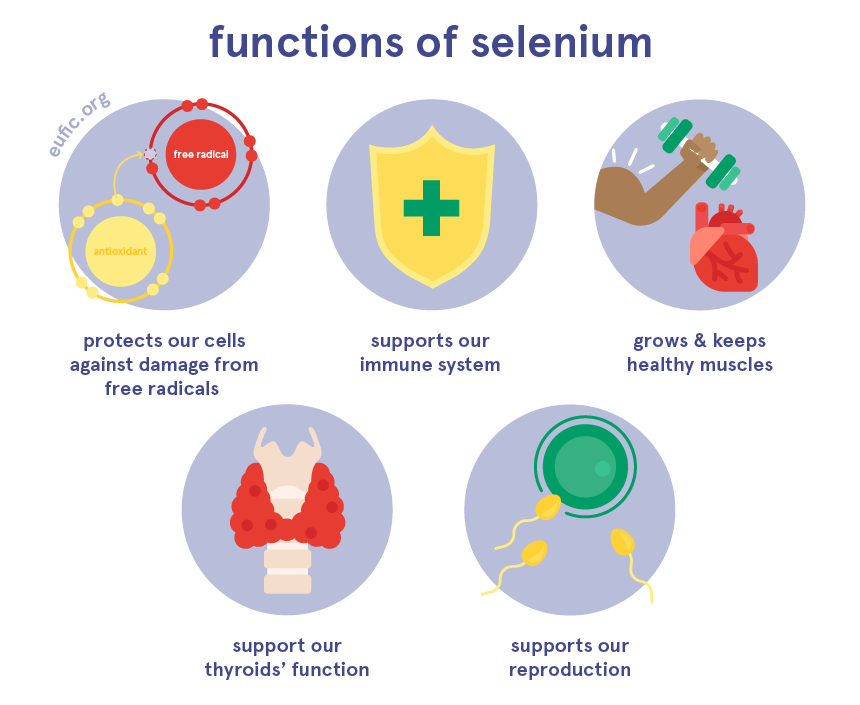 functions of selenium
eufic.org
free radical
antioxidant
protects our cells
against damage from
free radicals
supports our
immune system
grows & keeps
healthy muscles
support our
thyroids’ function
supports our
reproduction